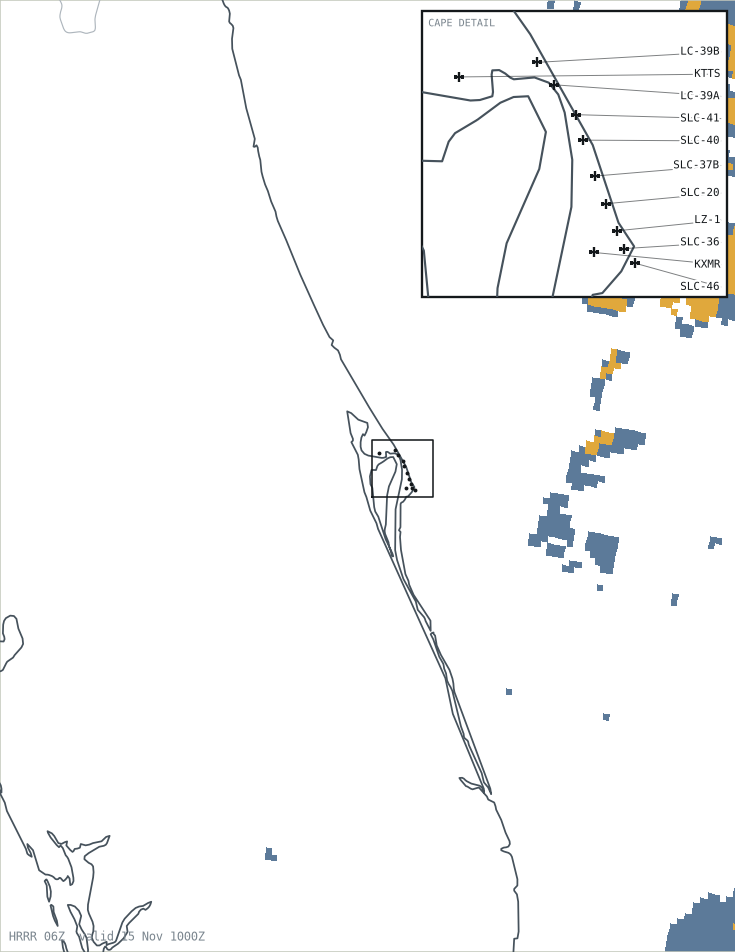 CAPE DETAIL
LC-39B
KTTS
LC-39A
SLC-41
SLC-40
SLC-37B
SLC-20
LZ-1
SLC-36
KXMR
SLC-46
HRRR 06Z valid 15 Nov 1000Z